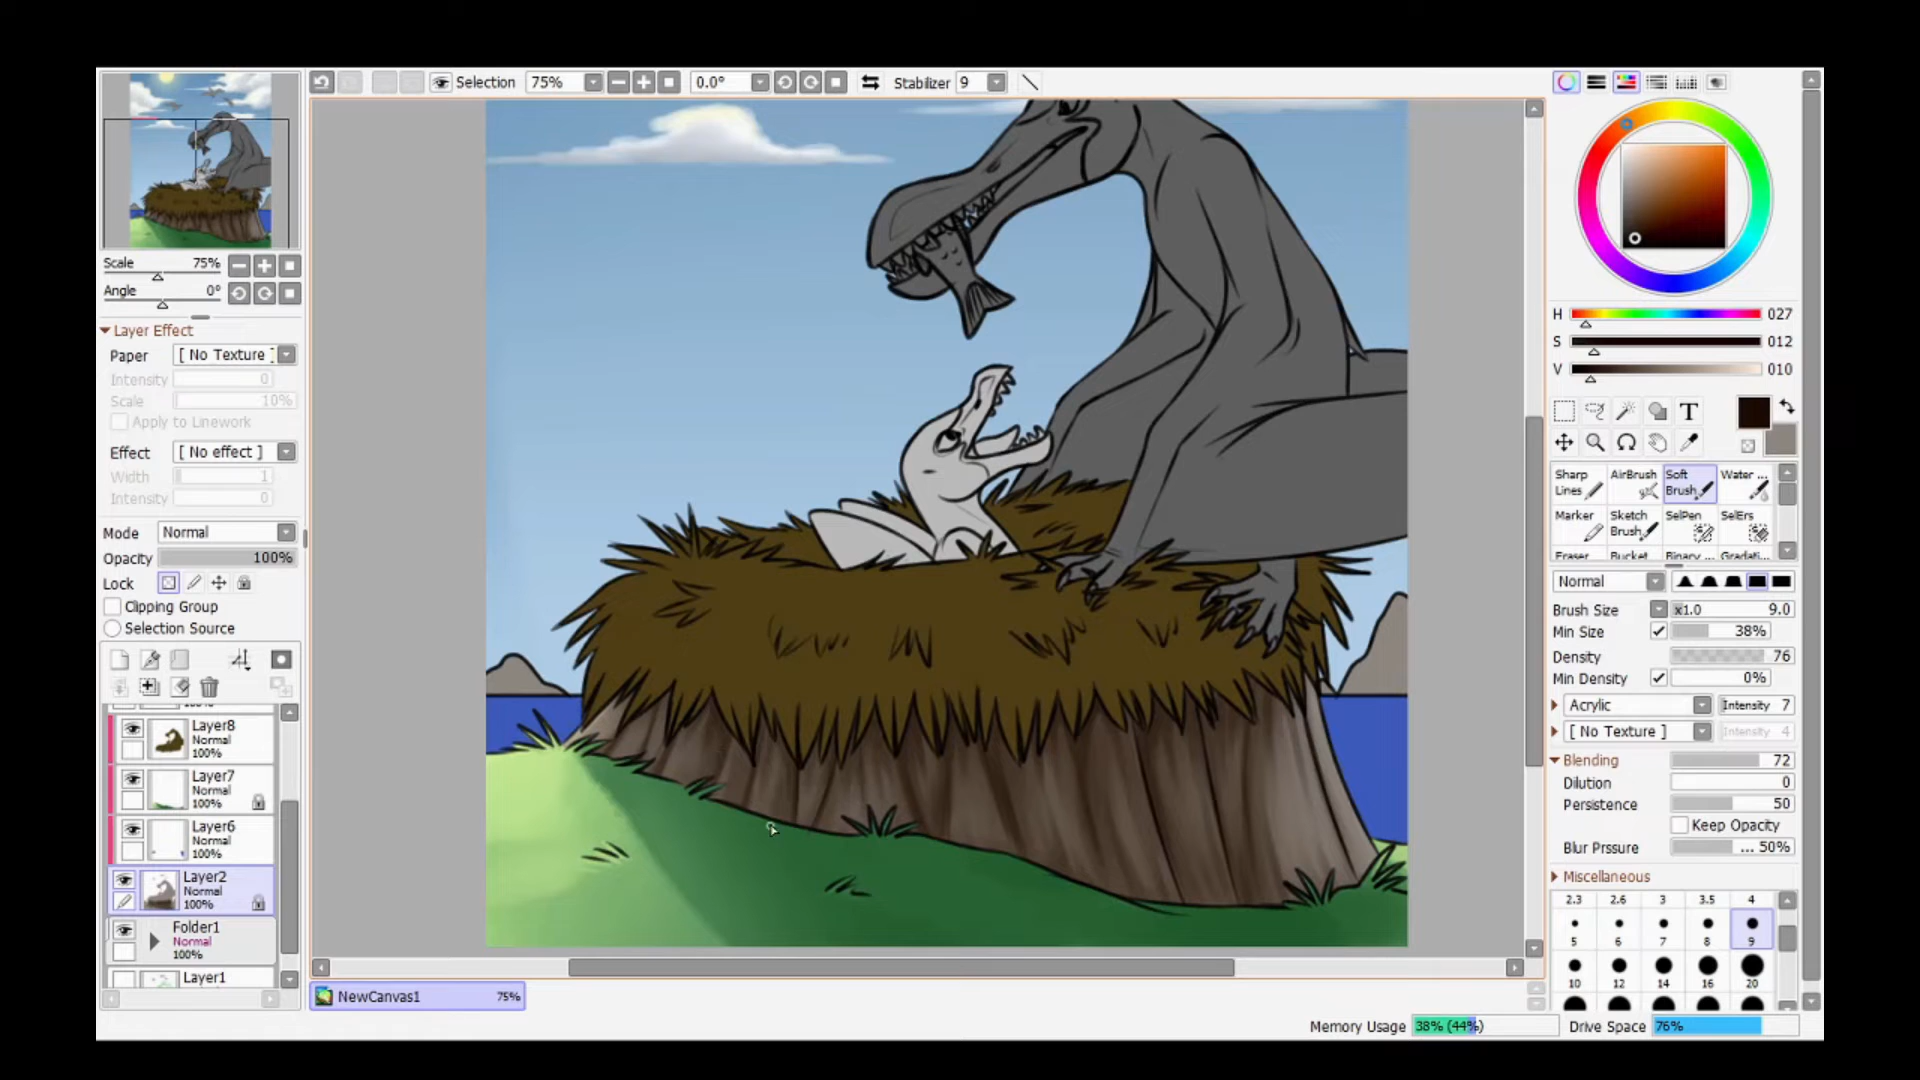 Selection 75% 0.0° Stabilizer 9
Scale 75%
Angle 0°
Layer Effect
Paper [ No Texture ]
Intensity 0
Scale 10%
Apply to Linework
Effect [ No effect ]
Width 1
Intensity 0
Mode Normal
Opacity 100%
Lock
Clipping Group
Selection Source
Layer8
Normal
100%
Layer7
Normal
100%
Layer6
Normal
100%
Layer2
Normal
100%
Folder1
Normal
100%
Layer1
NewCanvas1 75%
H 027
S 012
V 010
T
Sharp Lines AirBrush Soft Brush Water ...
Marker Sketch Brush SelPen SelErs
Eraser Bucket Binary ... Gradati...
Normal
Brush Size x1.0 9.0
Min Size 38%
Density 76
Min Density 0%
Acrylic Intensity 7
[ No Texture ] Intensity 4
Blending 72
Dilution 0
Persistence 50
Keep Opacity
Blur Prssure ... 50%
Miscellaneous
2.3 2.6 3 3.5 4
5 6 7 8 9
10 12 14 16 20
Memory Usage 38% (44%) Drive Space 76%